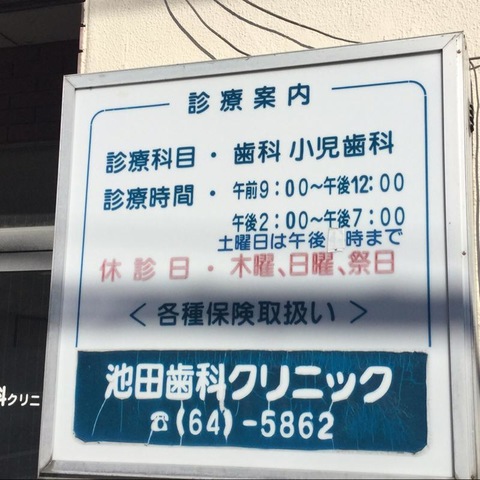 診療案内
診療科目・歯科 小児歯科
診療時間・午前9:00～午後12:00
午後2:00～午後7:00
土曜日は午後 時まで
休診日・木曜、日曜、祭日
＜各種保険取扱い＞
池田歯科クリニック
☎(64)-5862
科クリニ